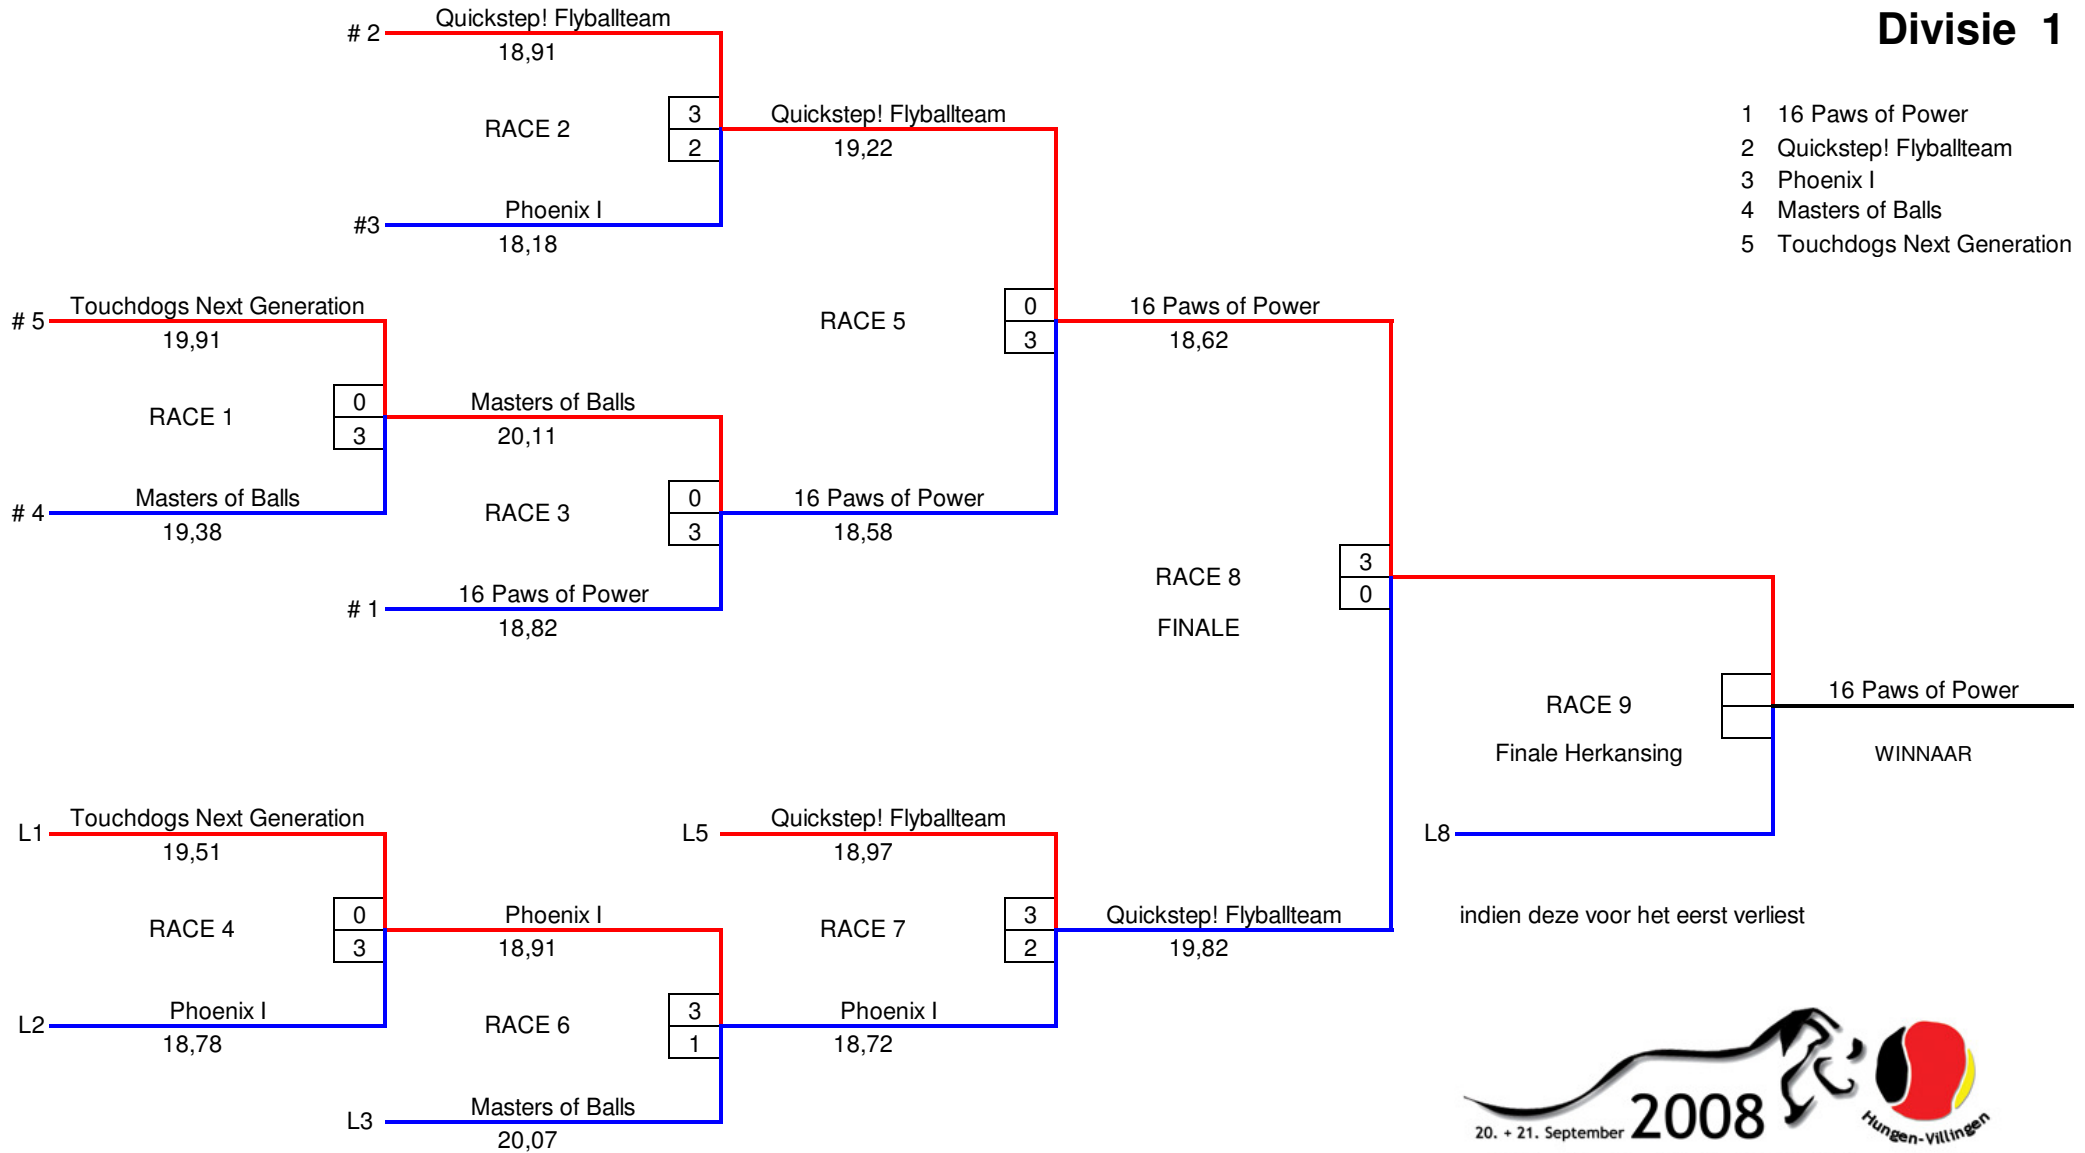 Divisie 1
1 16 Paws of Power
2 Quickstep! Flyballteam
3 Phoenix I
4 Masters of Balls
5 Touchdogs Next Generation
# 2 Quickstep! Flyballteam
18,91
RACE 2
3
2
#3 Phoenix I
18,18
Quickstep! Flyballteam
19,22
# 5 Touchdogs Next Generation
19,91
RACE 1
0
3
# 4 Masters of Balls
19,38
Masters of Balls
20,11
RACE 3
0
3
# 1 16 Paws of Power
18,82
16 Paws of Power
18,58
RACE 5
0
3
16 Paws of Power
18,62
RACE 8
FINALE
3
0
RACE 9
Finale Herkansing
16 Paws of Power
WINNAAR
L8
indien deze voor het eerst verliest
L1 Touchdogs Next Generation
19,51
RACE 4
0
3
L2 Phoenix I
18,78
Phoenix I
18,91
RACE 6
3
1
L3 Masters of Balls
20,07
L5 Quickstep! Flyballteam
18,97
RACE 7
3
2
Phoenix I
18,72
Quickstep! Flyballteam
19,82
20. + 21. September 2008
Hungen-Villingen